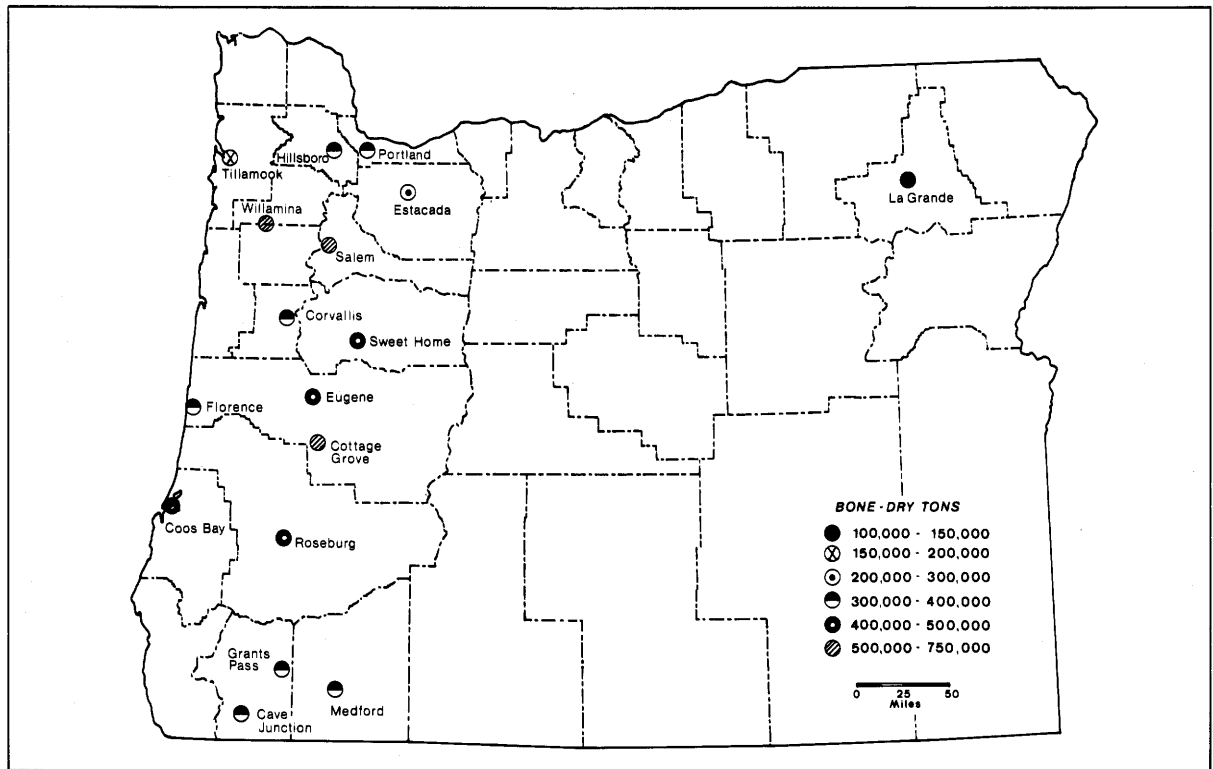 Hillsboro
Portland
Tillamook
Estacada
La Grande
Willamina
Salem
Corvallis
Sweet Home
Florence
Eugene
Cottage
Grove
Coos Bay
Roseburg
Grants
Pass
Cave
Junction
Medford
BONE-DRY TONS
100,000 - 150,000
150,000 - 200,000
200,000 - 300,000
300,000 - 400,000
400,000 - 500,000
500,000 - 750,000
0 25 50
Miles